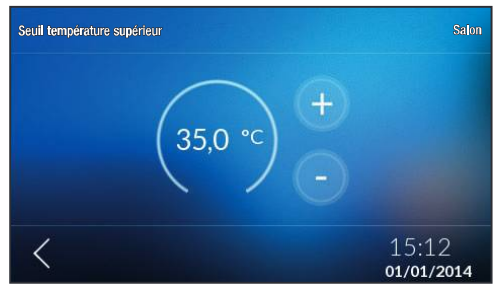 Seuil température supérieur
Salon
35,0 °C
+
-
15:12
01/01/2014